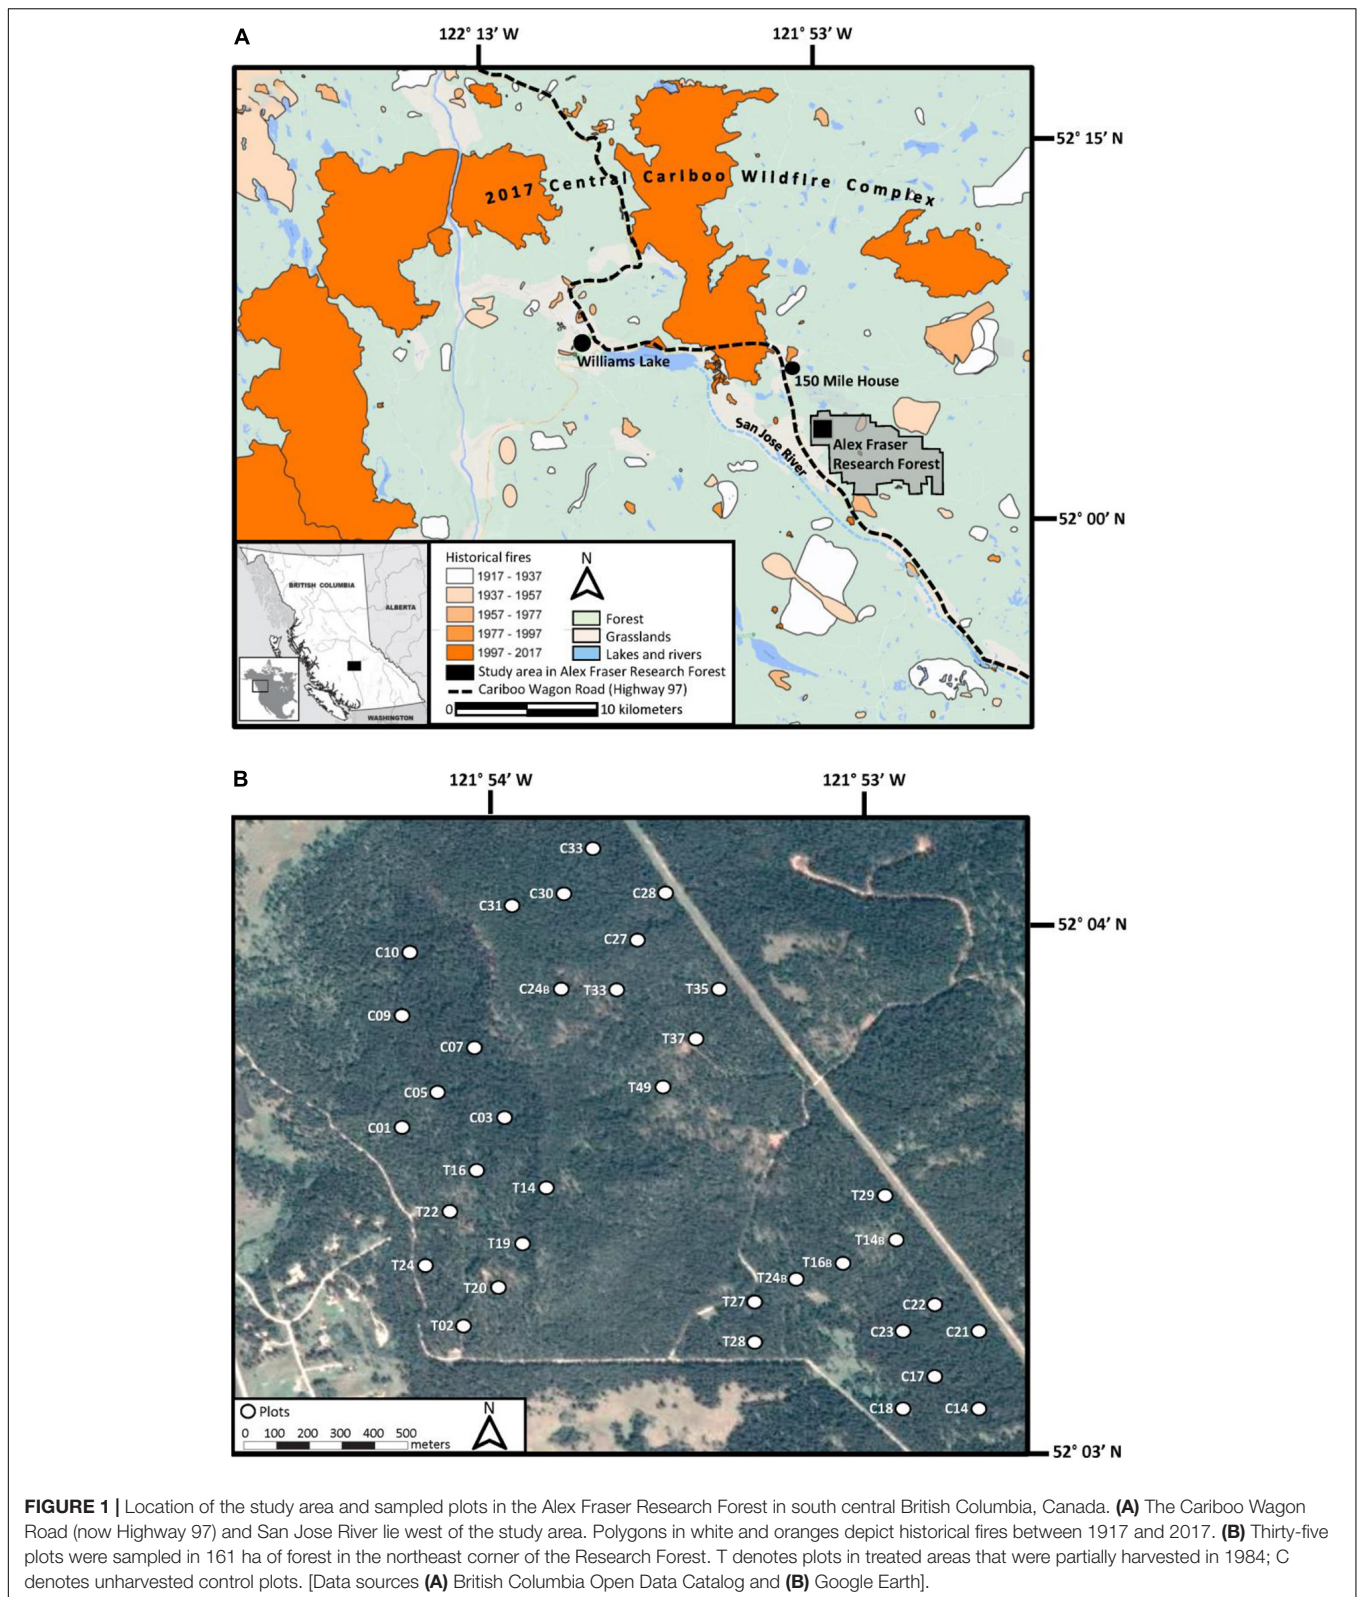 A
122° 13′ W
121° 53′ W
52° 15′ N
2017 Central Cariboo Wildfire Complex
Williams Lake
150 Mile House
San Jose River
Alex Fraser
Research Forest
52° 00′ N
BRITISH COLUMBIA
ALBERTA
WASHINGTON
Historical fires
1917 - 1937
1937 - 1957
1957 - 1977
1977 - 1997
1997 - 2017
N
Forest
Grasslands
Lakes and rivers
Study area in Alex Fraser Research Forest
Cariboo Wagon Road (Highway 97)
0 10 kilometers
B
121° 54′ W
121° 53′ W
C33
C30
C28
C31
52° 04′ N
C27
C10
C24B
T33
T35
C09
T37
C07
T49
C05
C03
C01
T16
T14
T29
T22
T14B
T19
T16B
T24
T24B
T20
T27
C22
T02
C23
C21
T28
C17
C18
C14
Plots
0 100 200 300 400 500
meters
N
52° 03′ N
FIGURE 1 | Location of the study area and sampled plots in the Alex Fraser Research Forest in south central British Columbia, Canada. (A) The Cariboo Wagon
Road (now Highway 97) and San Jose River lie west of the study area. Polygons in white and oranges depict historical fires between 1917 and 2017. (B) Thirty-five
plots were sampled in 161 ha of forest in the northeast corner of the Research Forest. T denotes plots in treated areas that were partially harvested in 1984; C
denotes unharvested control plots. [Data sources (A) British Columbia Open Data Catalog and (B) Google Earth].